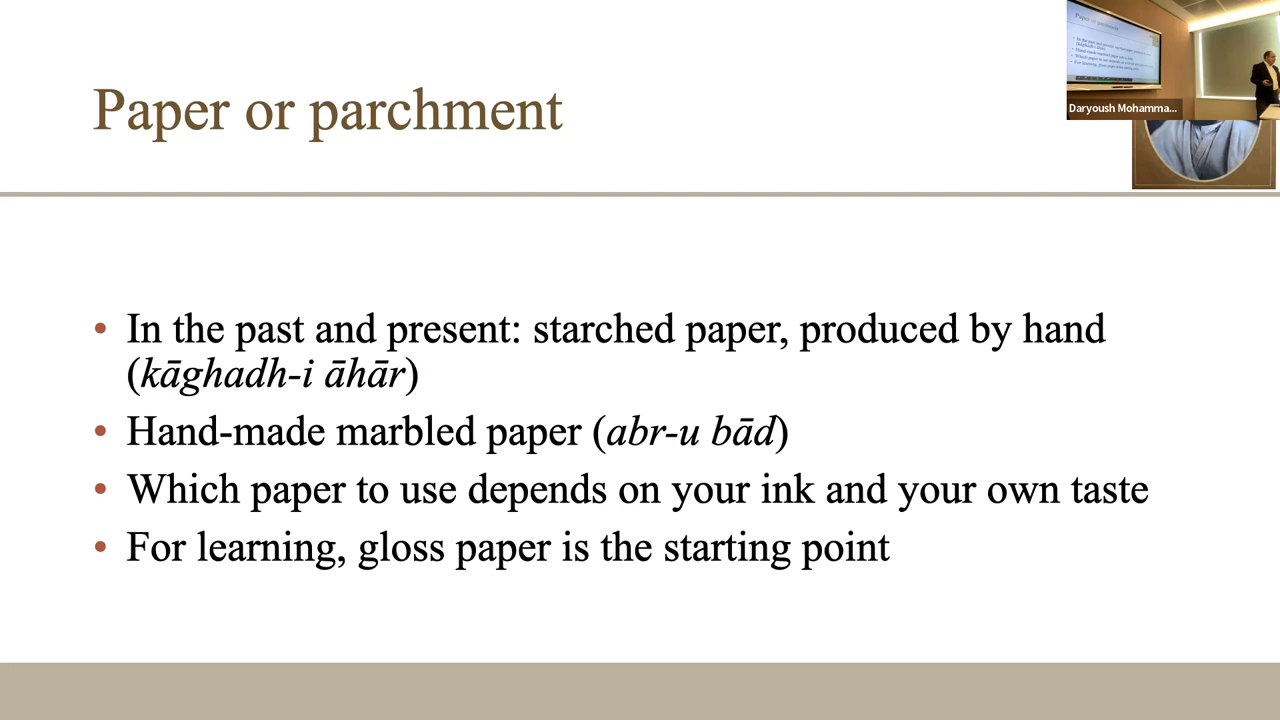 Paper or parchment
Daryoush Mohamma...
• In the past and present: starched paper, produced by hand
(kāghadh-i āhār)
• Hand-made marbled paper (abr-u bād)
• Which paper to use depends on your ink and your own taste
• For learning, gloss paper is the starting point